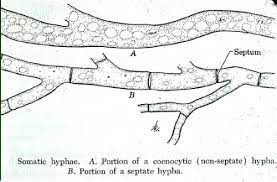 A
Septum
B
Somatic hyphae. A. Portion of a coenocytic (non-septate) hypha.
B. Portion of a septate hypha.